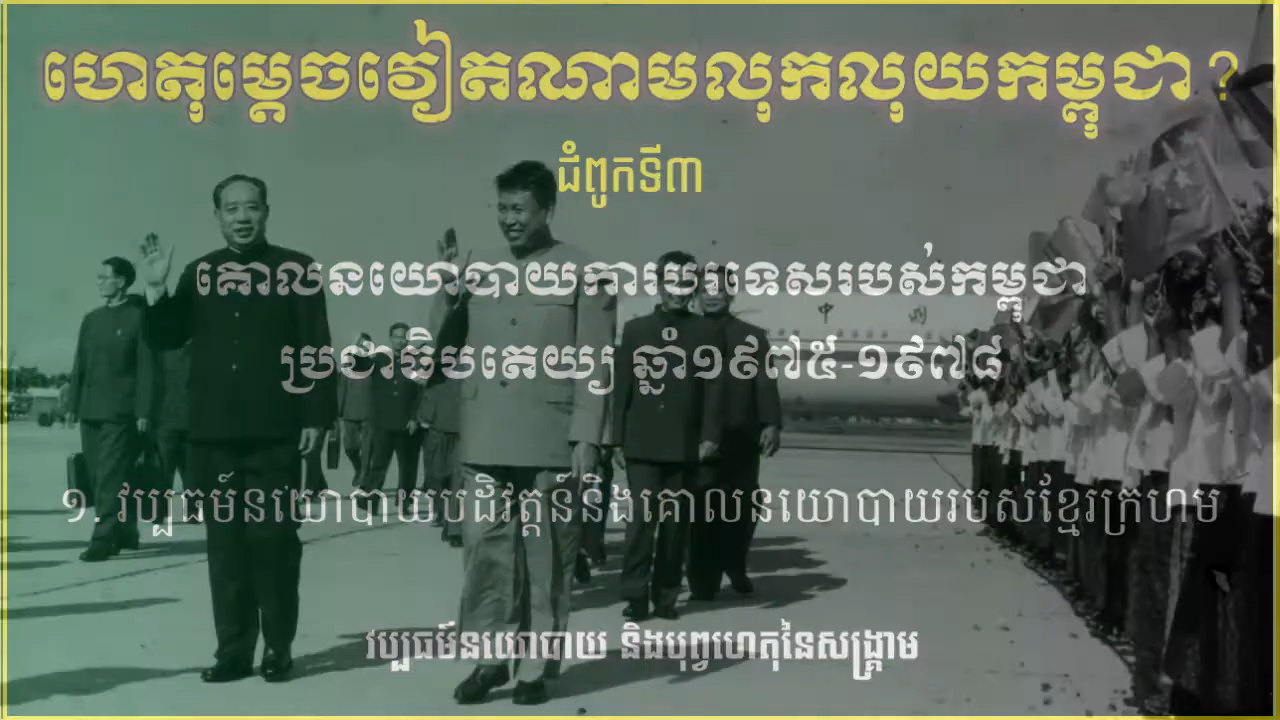 ហេតុម្ដេចវៀតណាមលុកលុយកម្ពុជា?
ជំពូកទី៣
គោលនយោបាយការបរទេសរបស់កម្ពុជា
ប្រជាធិបតេយ្យ ឆ្នាំ១៩៧៥-១៩៧៨
១. វប្បធម៍នយោបាយបដិវត្តន៍និងគោលនយោបាយរបស់ខ្មែរក្រហម
វប្បធម៍នយោបាយ និងបុព្វហេតុនៃសង្គ្រាម